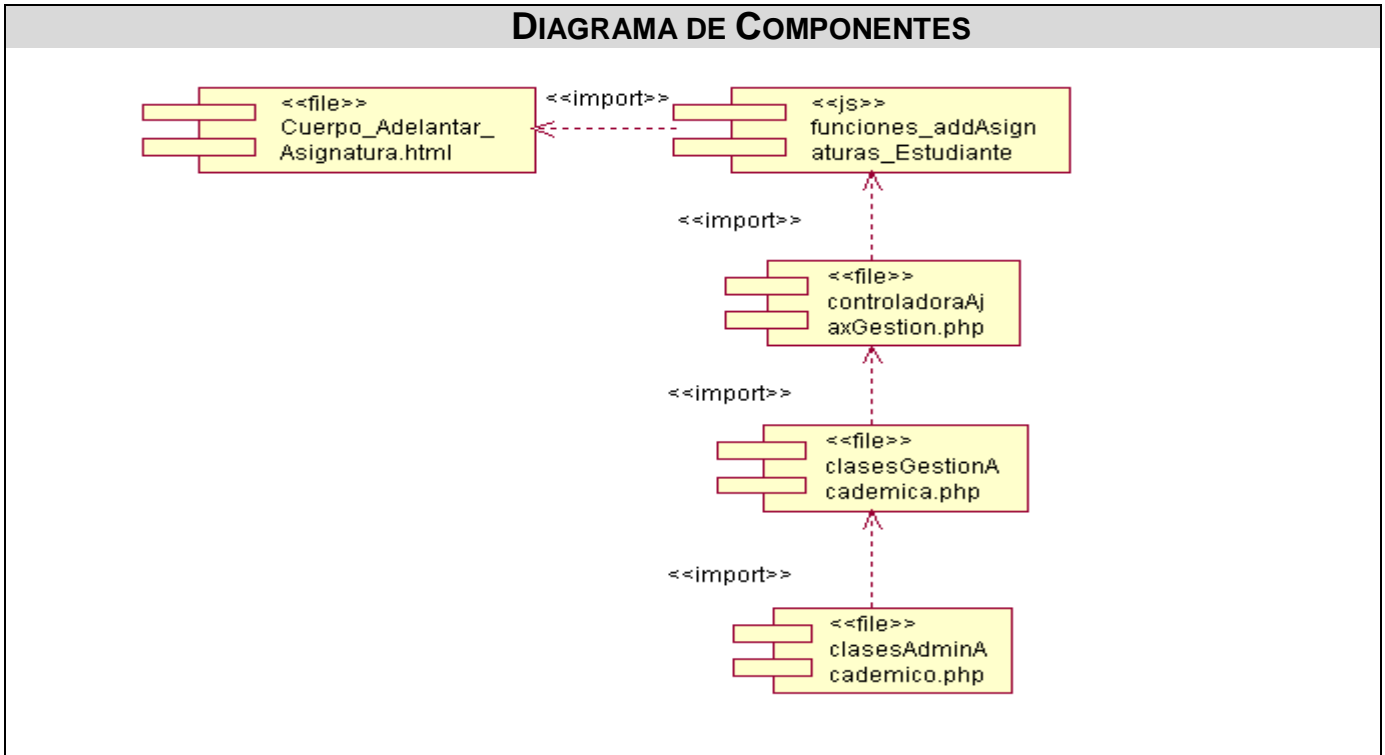 DIAGRAMA DE COMPONENTES
<<file>>
Cuerpo_Adelantar_
Asignatura.html
<<import>>
<<js>>
funciones_addAsign
aturas_Estudiante
<<import>>
<<file>>
controladoraAj
axGestion.php
<<import>>
<<file>>
clasesGestionA
cademica.php
<<import>>
<<file>>
clasesAdminA
cademico.php